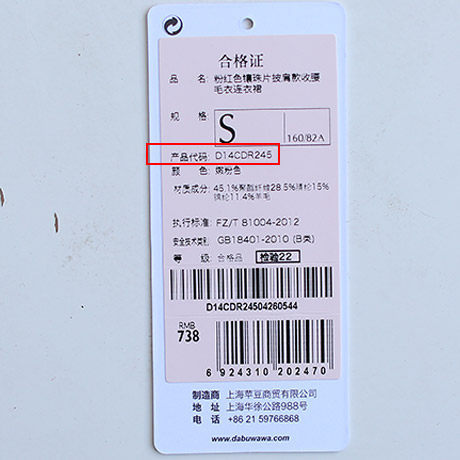 合格证
品 名: 粉红色镶珠片披肩款收腰
毛衣连衣裙
规 格
S
160/82A
产品代码: D14CDR245
颜 色: 嫩粉色
材质成分: 45.1%聚酯纤维28.5%腈纶15%
锦纶11.4%羊毛
执行标准: FZ/T 81004-2012
安全技术类别: GB18401-2010 (B类)
等 级: 合格品 检验22
D14CDR24504260544
RMB
738
6 924310 202470
制造商 / 上海苹豆商贸有限公司
地 址 / 上海华徐公路988号
电 话 / +86 21 59766868
www.dabuwawa.com